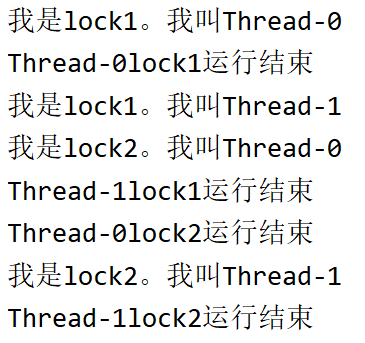 我是lock1。我叫Thread-0
Thread-0lock1运行结束
我是lock1。我叫Thread-1
我是lock2。我叫Thread-0
Thread-1lock1运行结束
Thread-0lock2运行结束
我是lock2。我叫Thread-1
Thread-1lock2运行结束